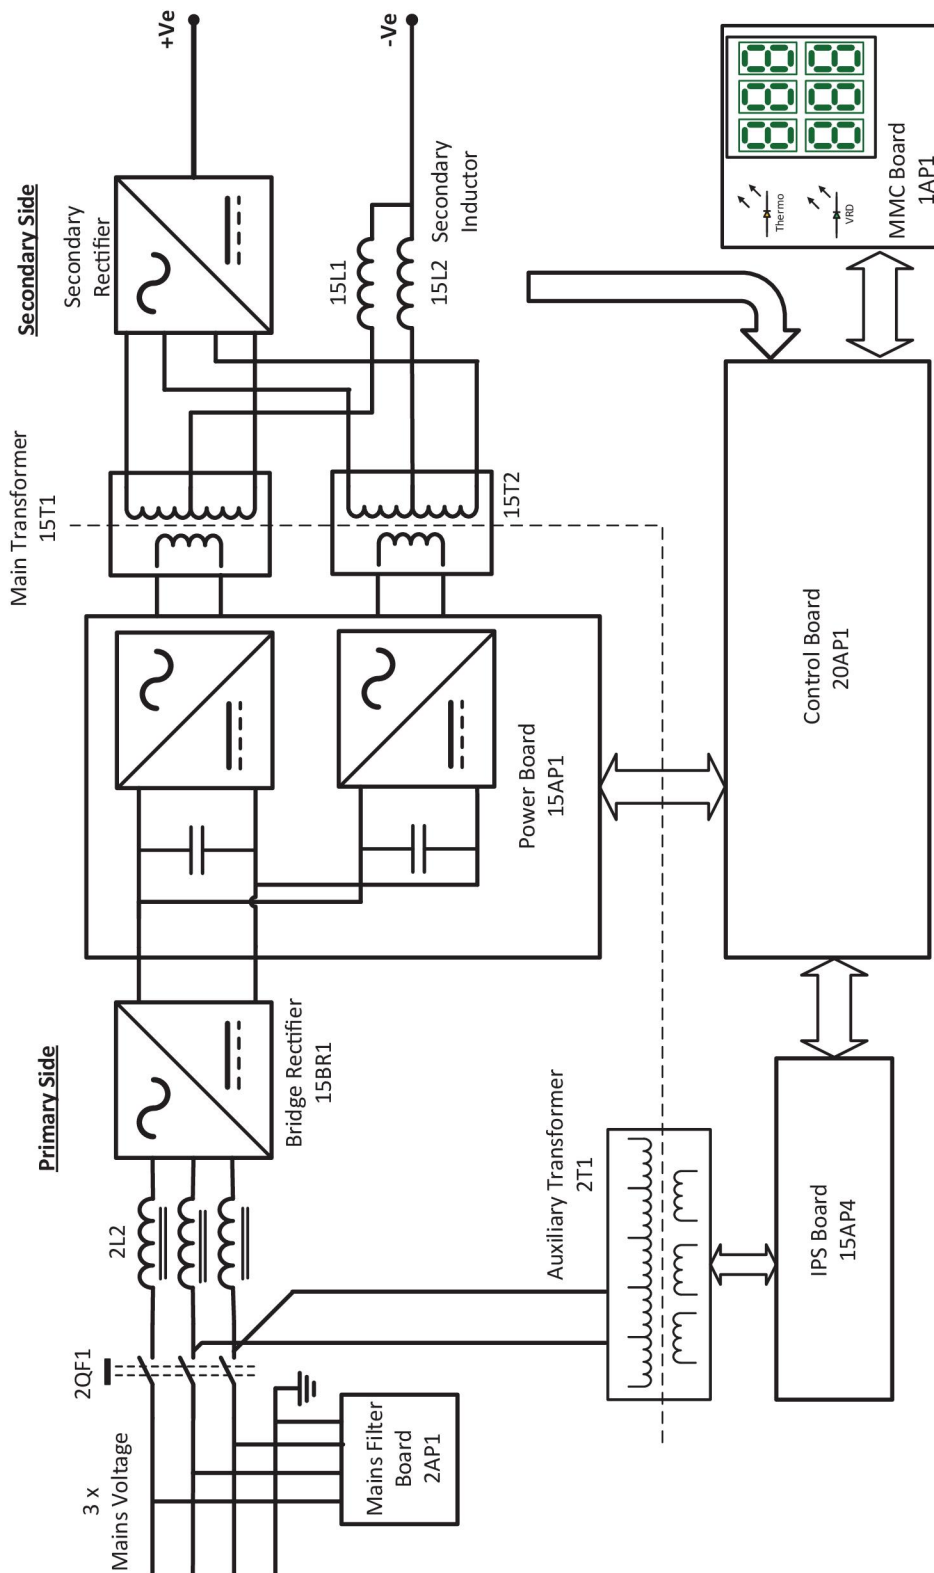 Primary Side
Secondary Side
3 x
Mains Voltage
2QF1
2L2
Mains Filter
Board
2AP1
Bridge Rectifier
15BR1
Power Board
15AP1
Main Transformer
15T1
15T2
Secondary
Rectifier
15L1
15L2
Secondary
Inductor
+Ve
-Ve
Auxiliary Transformer
2T1
IPS Board
15AP4
Control Board
20AP1
Thermo
VRD
MMC Board
1AP1